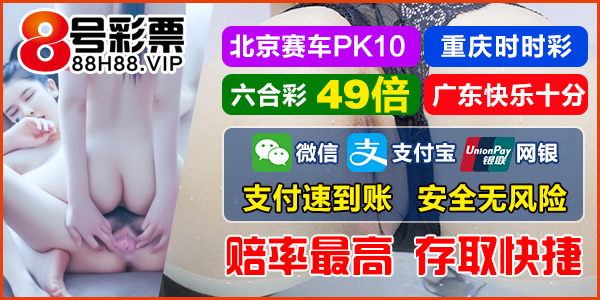 8号彩票
88H88.VIP
北京赛车PK10
重庆时时彩
六合彩 49倍
广东快乐十分
微信 支付宝 UnionPay 银联 网银
支付速到账 安全无风险
赔率最高 存取快捷